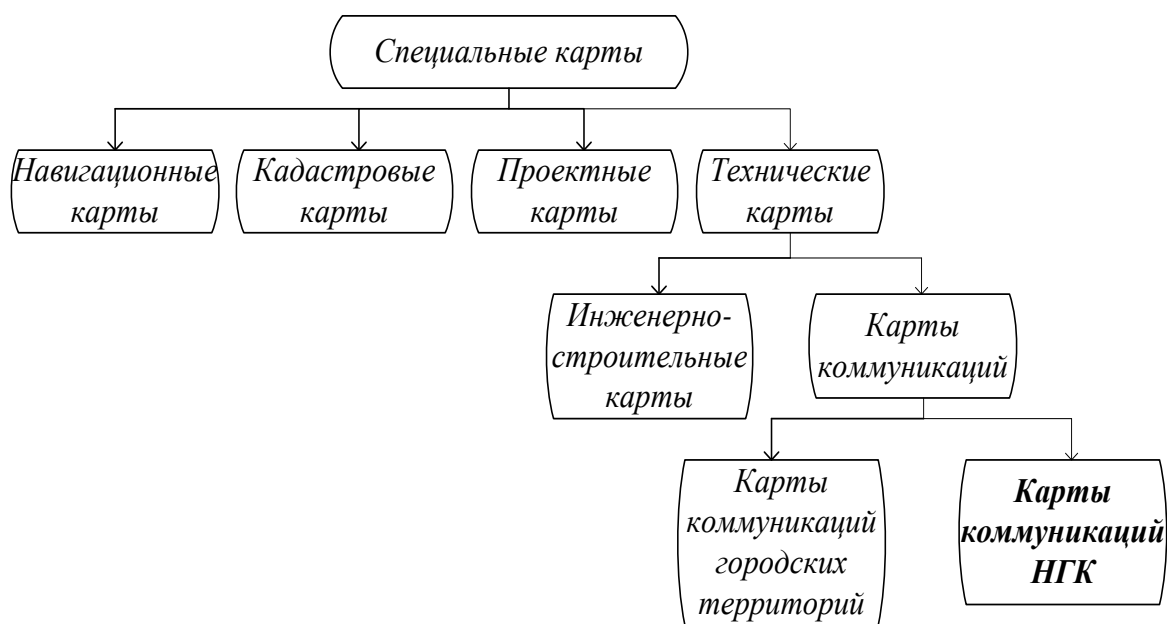 Специальные карты
Навигационные
карты
Кадастровые
карты
Проектные
карты
Технические
карты
Инженерно-
строительные
карты
Карты
коммуникаций
Карты
коммуникаций
городских
территорий
Карты
коммуникаций
НГК